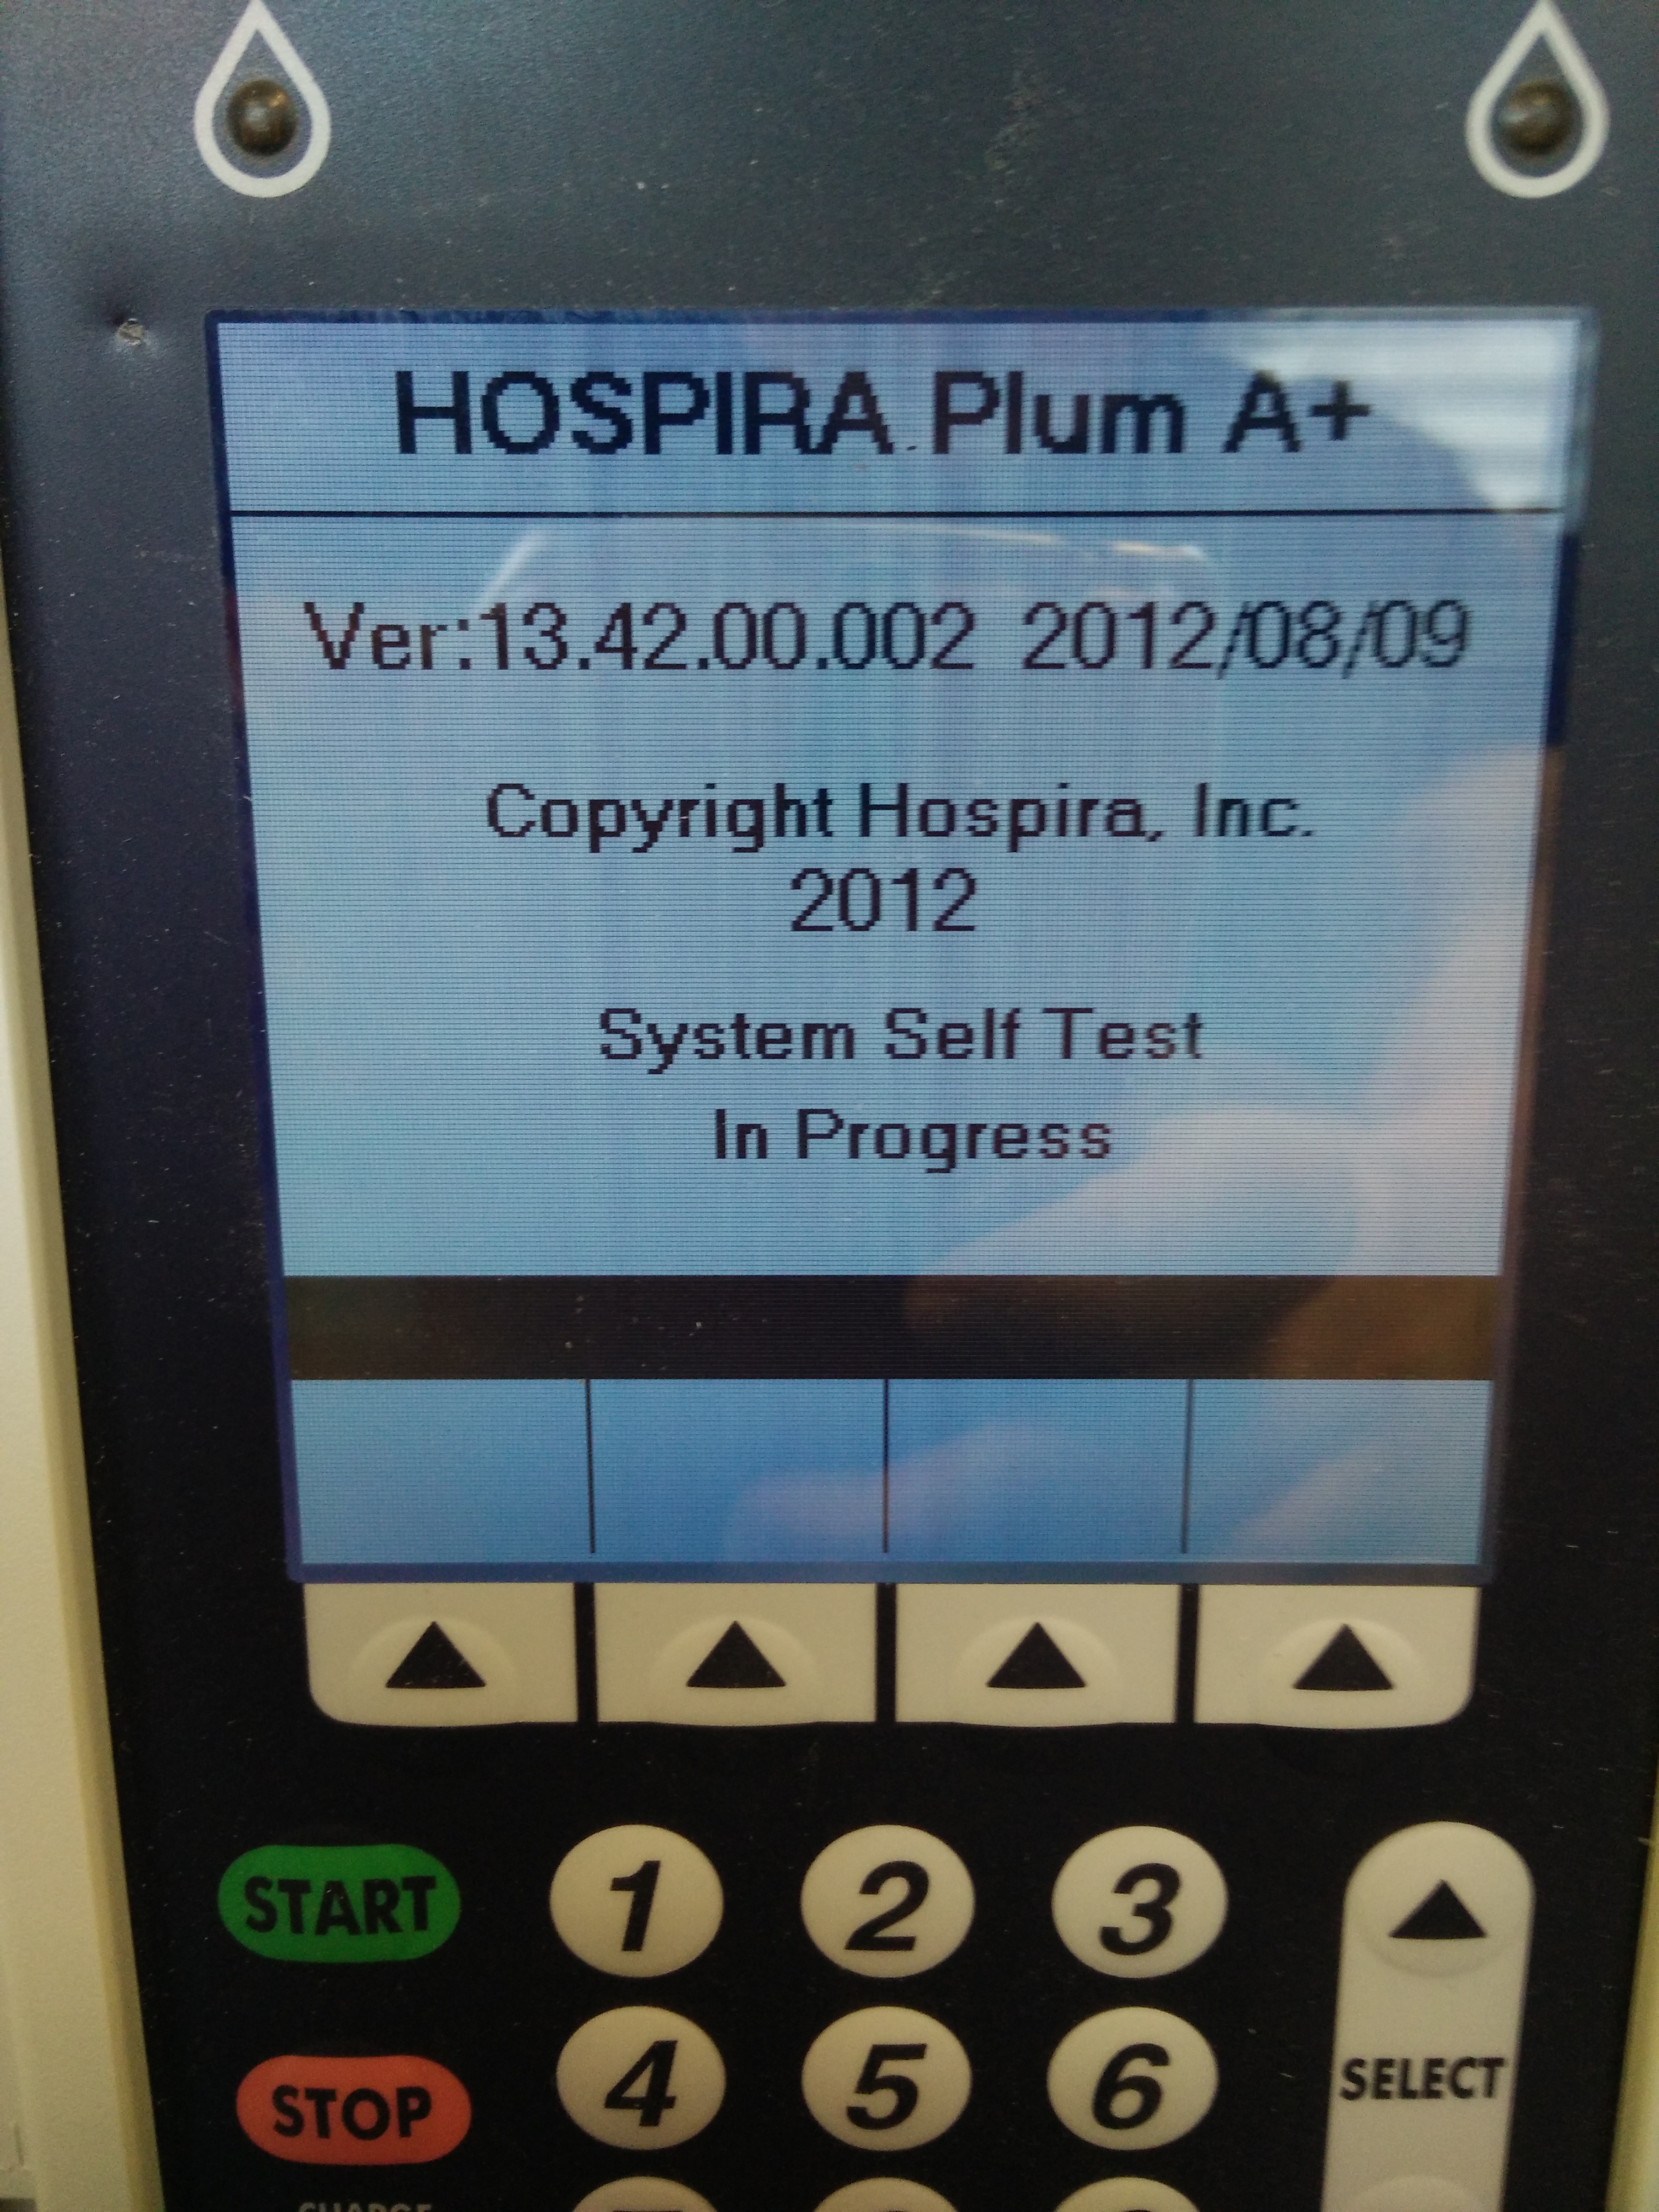 HOSPIRA Plum A+
Ver:13.42.00.002 2012/08/09
Copyright Hospira, Inc.
2012
System Self Test
In Progress
START 1 2 3
STOP 4 5 6 SELECT